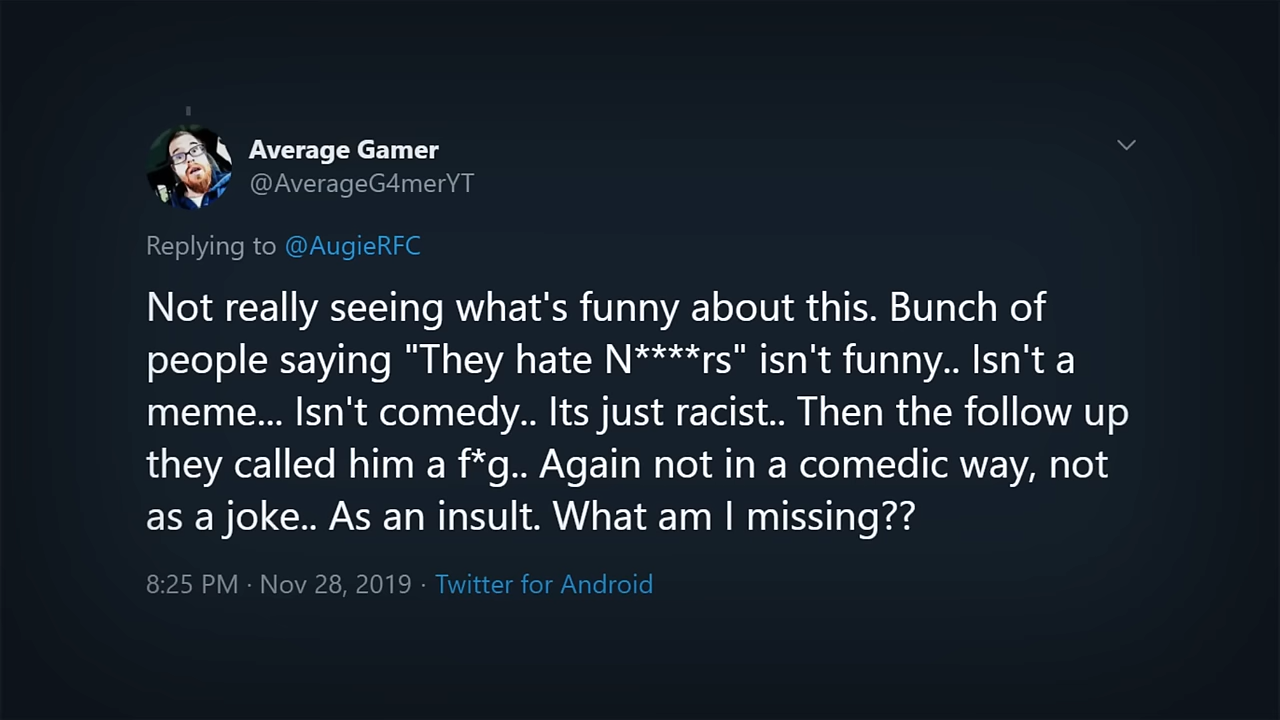 Average Gamer
@AverageG4merYT
Replying to @AugieRFC
Not really seeing what's funny about this. Bunch of
people saying "They hate N****rs" isn't funny.. Isn't a
meme... Isn't comedy.. Its just racist.. Then the follow up
they called him a f*g.. Again not in a comedic way, not
as a joke.. As an insult. What am I missing??
8:25 PM · Nov 28, 2019 · Twitter for Android